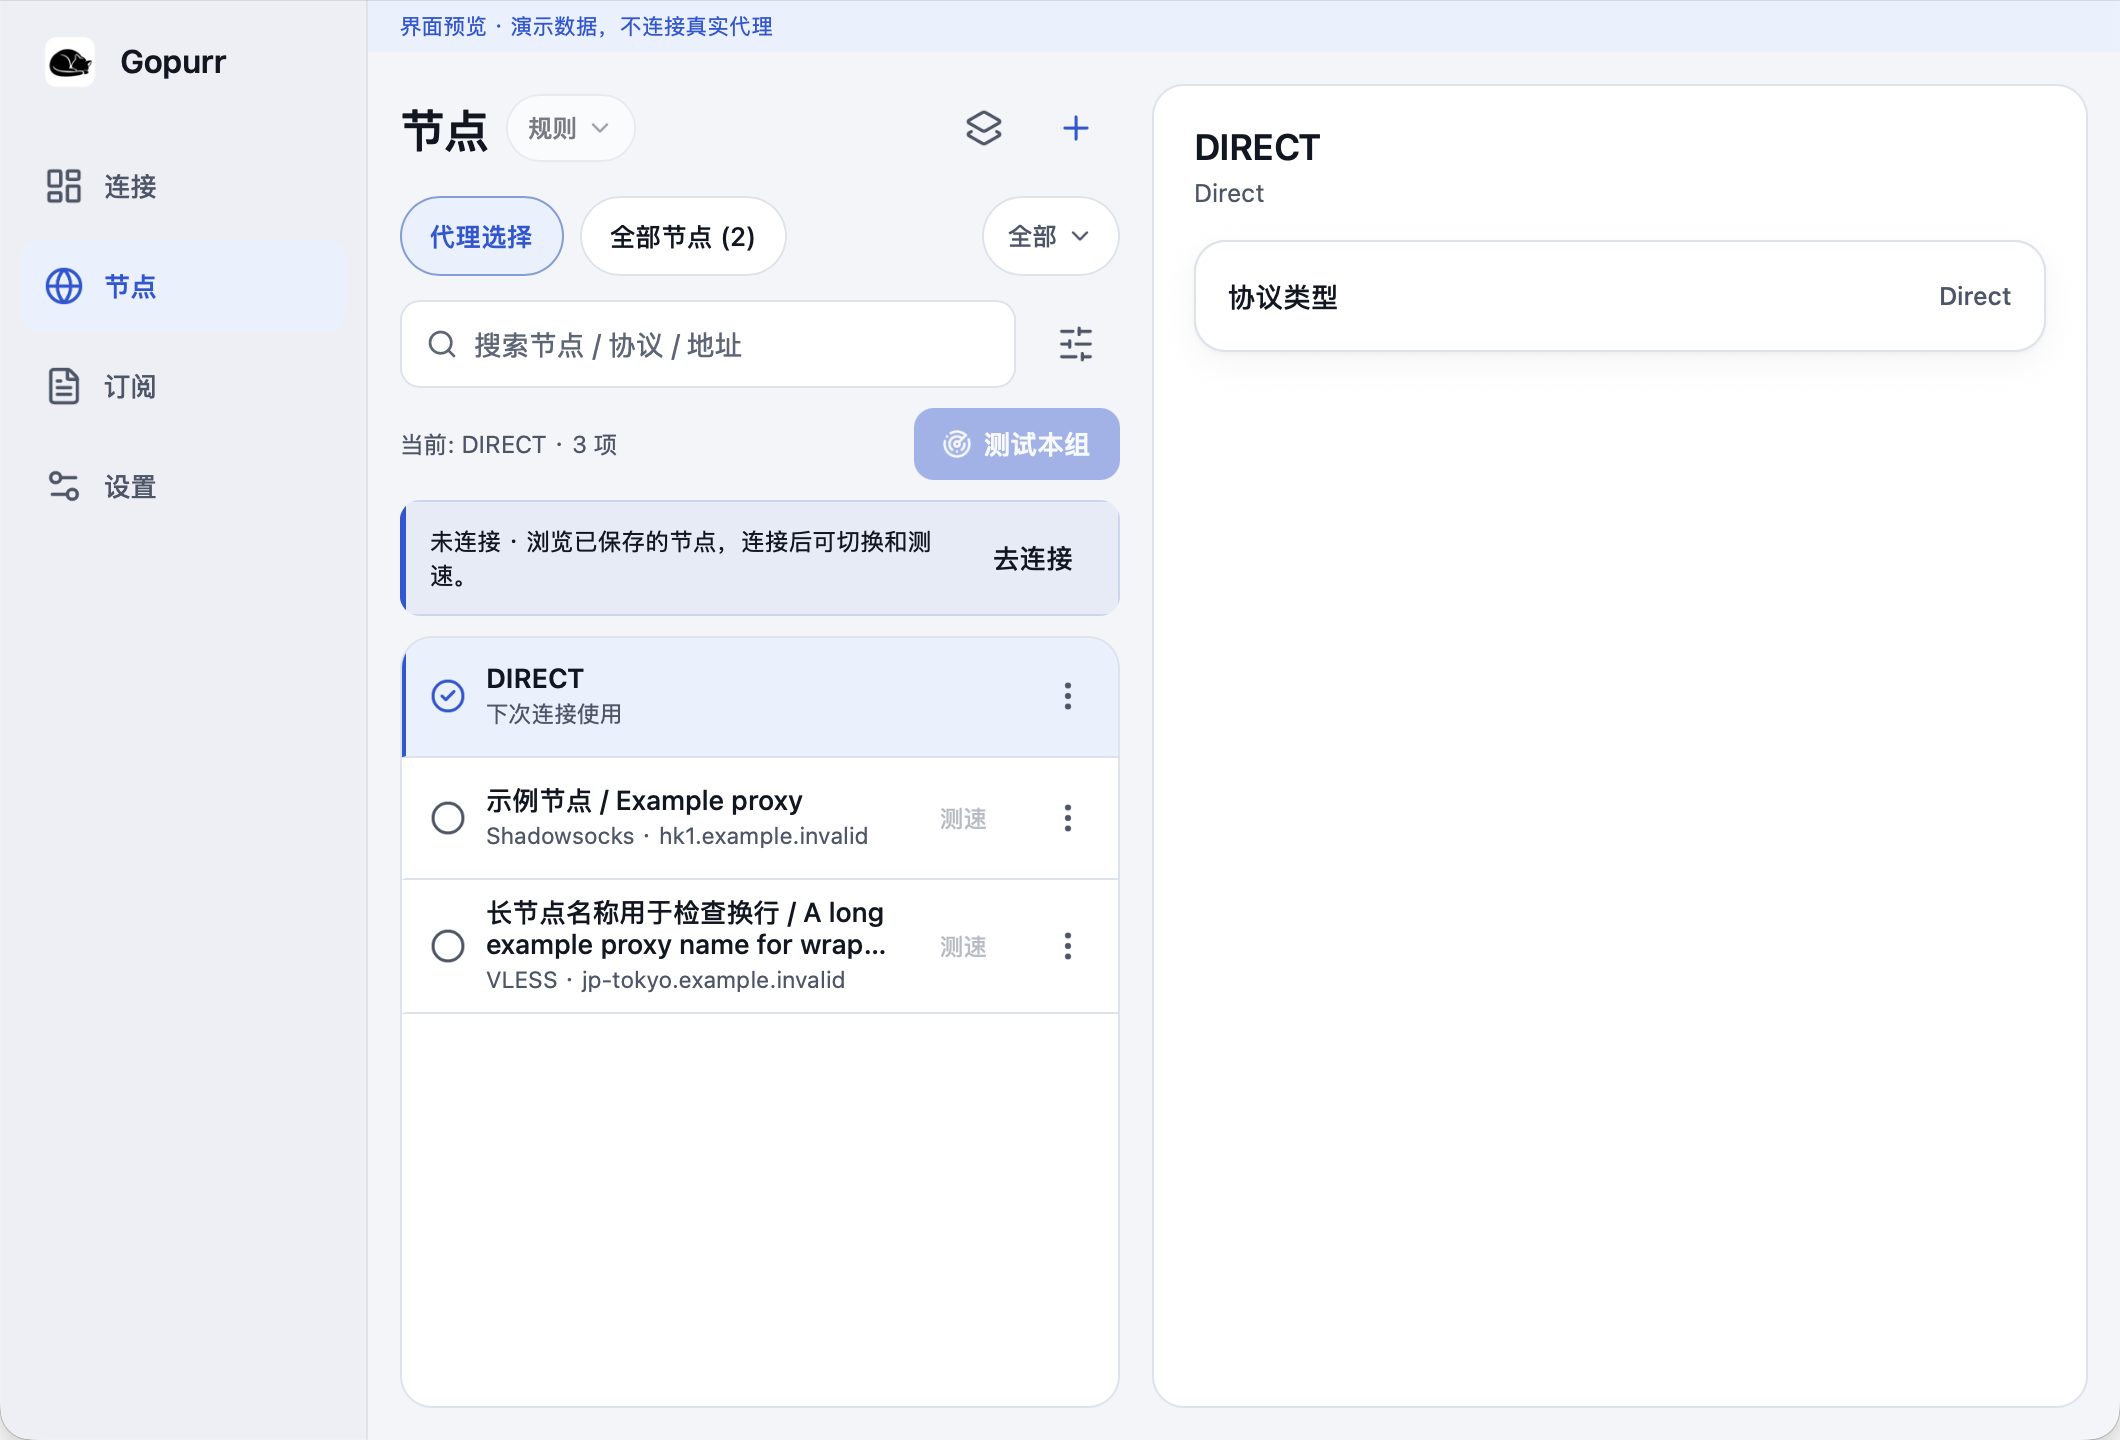 界面预览 · 演示数据，不连接真实代理
Gopurr
连接
节点
订阅
设置
节点
规则
代理选择
全部节点 (2)
全部
搜索节点 / 协议 / 地址
当前: DIRECT · 3 项
测试本组
未连接 · 浏览已保存的节点，连接后可切换和测
速。
去连接
DIRECT
下次连接使用
示例节点 / Example proxy
Shadowsocks · hk1.example.invalid
测速
长节点名称用于检查换行 / A long
example proxy name for wrap...
VLESS · jp-tokyo.example.invalid
测速
DIRECT
Direct
协议类型
Direct